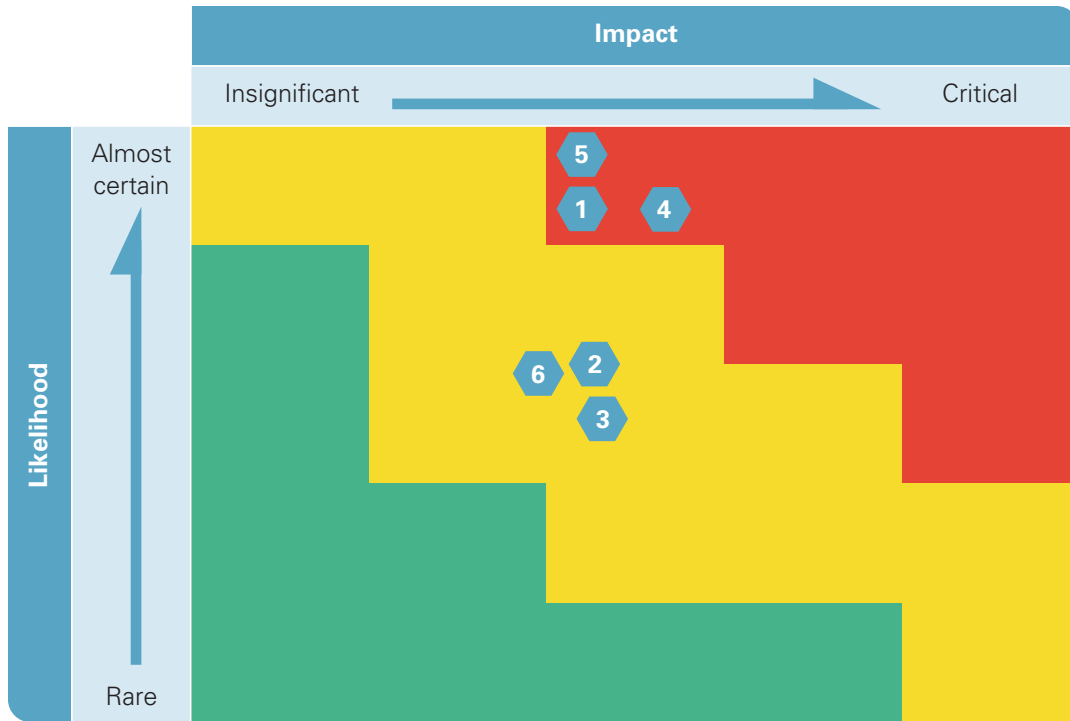 Impact
Insignificant
Critical
Almost
certain
5
1
4
2
6
3
Likelihood
Rare